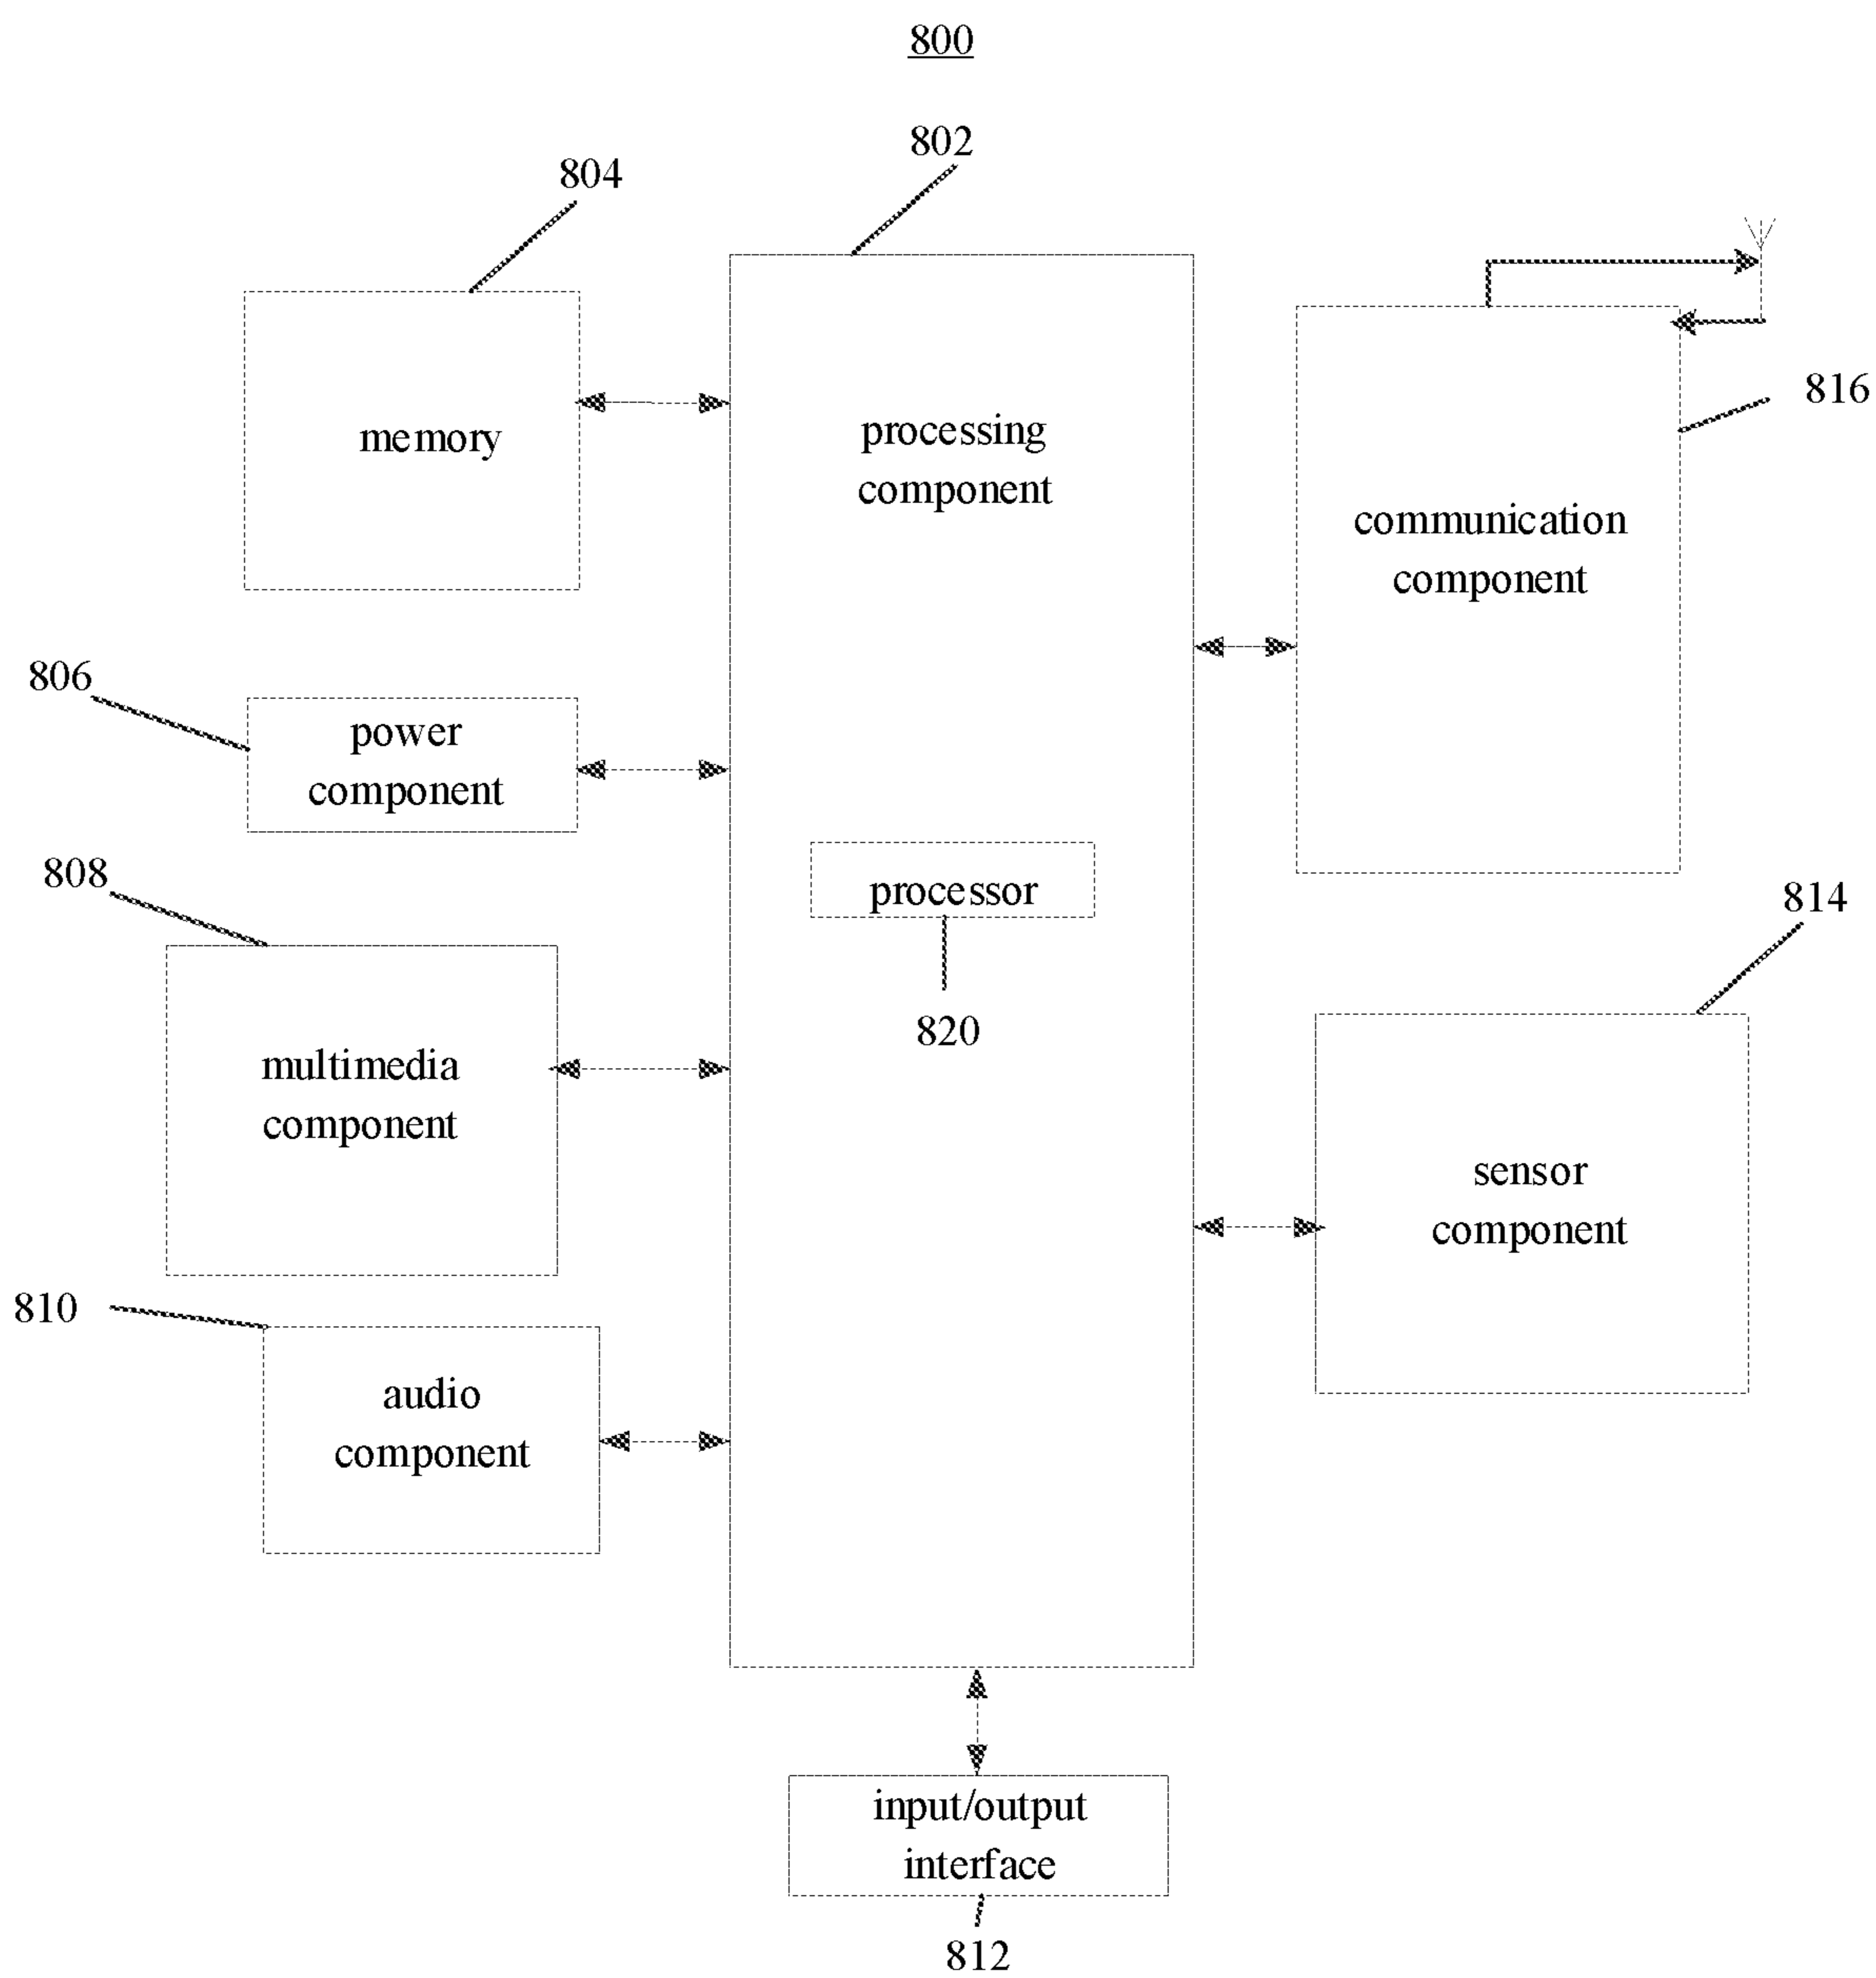 800
802
804
memory
processing
component
816
communication
component
806
power
component
808
processor
814
820
multimedia
component
sensor
component
810
audio
component
input/output
interface
812